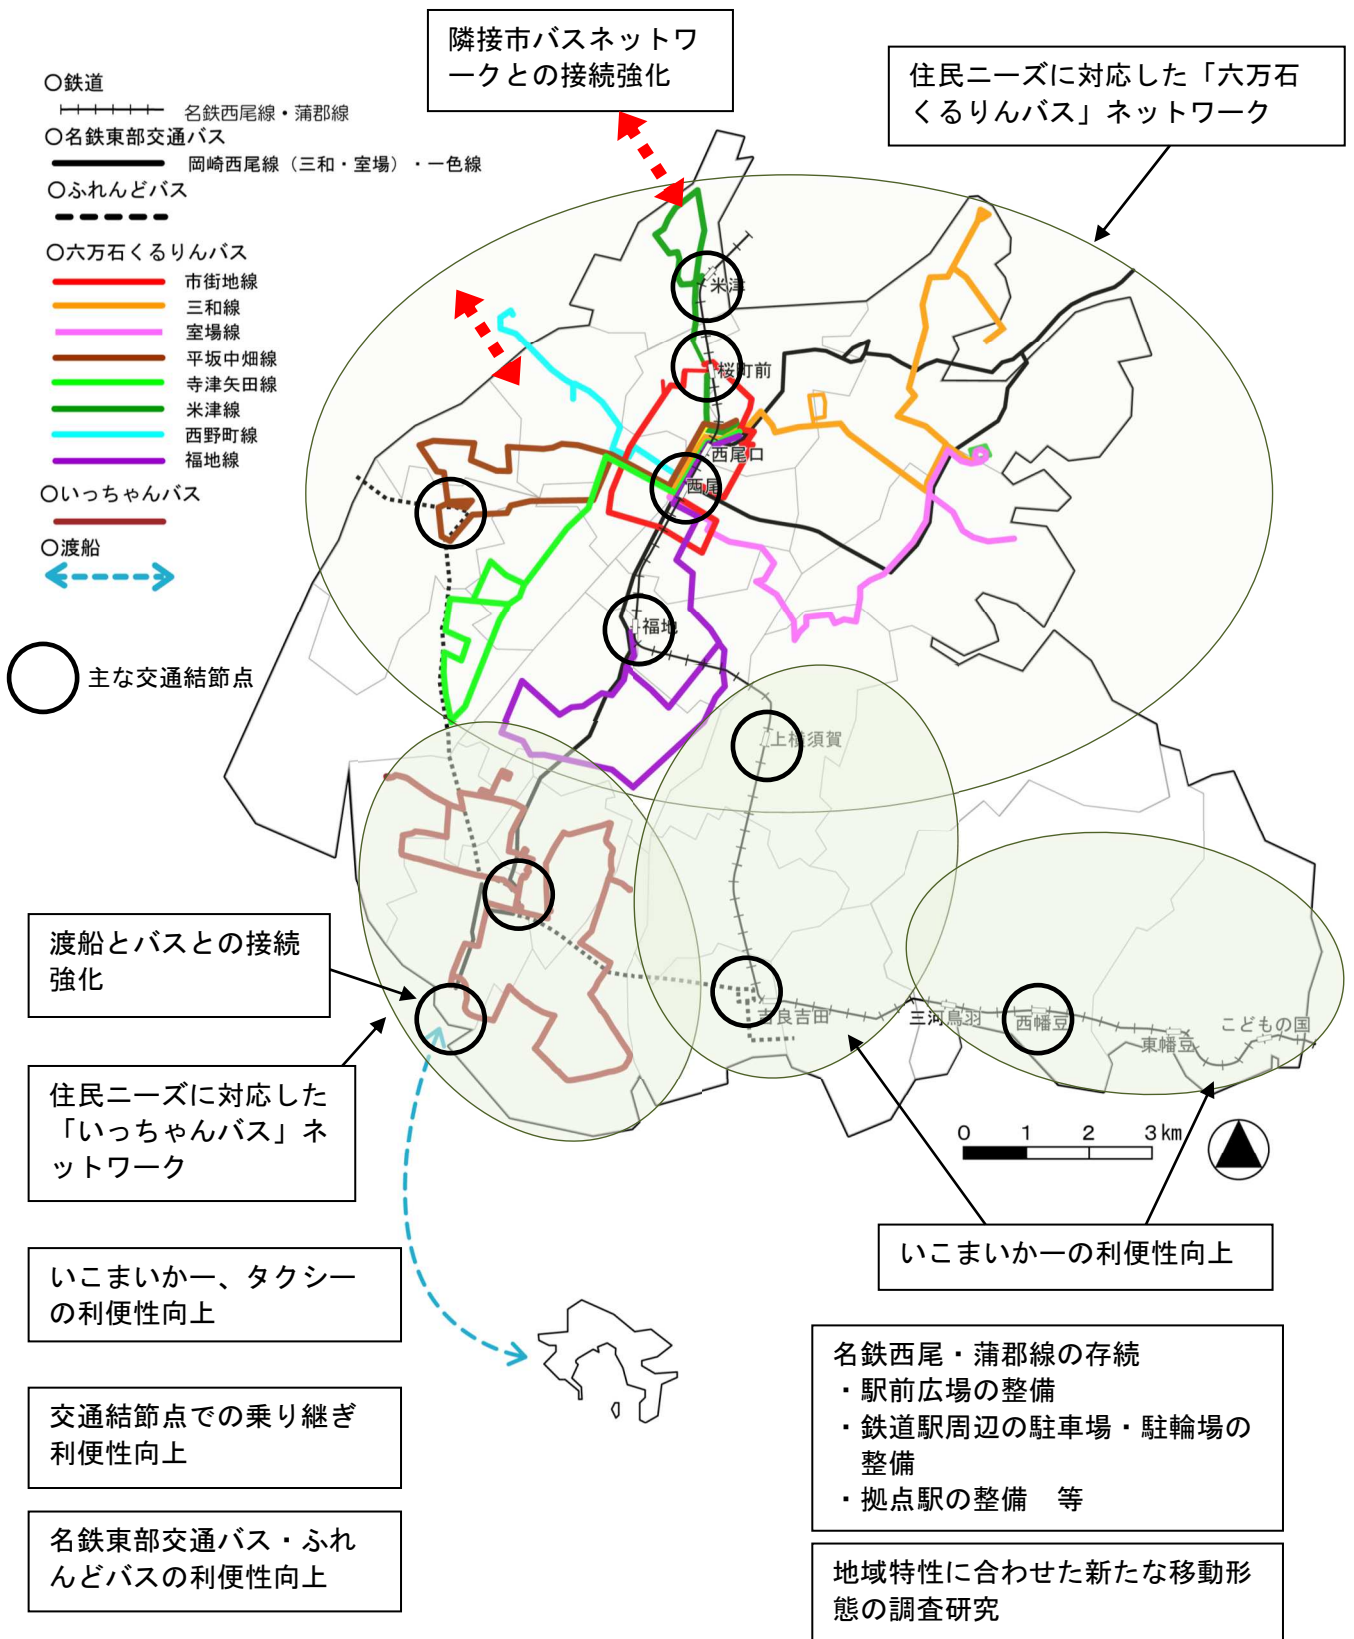 隣接市バスネットワ
ークとの接続強化
住民ニーズに対応した「六万石
くるりんバス」ネットワーク
○鉄道
名鉄西尾線・蒲郡線
○名鉄東部交通バス
岡崎西尾線（三和・室場）・一色線
○ふれんどバス
○六万石くるりんバス
市街地線
三和線
室場線
平坂中畑線
寺津矢田線
米津線
西野町線
福地線
○いっちゃんバス
○渡船
主な交通結節点
米津
桜町前
西尾口
西尾
福地
上横須賀
吉良吉田
三河鳥羽
西幡豆
東幡豆
こどもの国
渡船とバスとの接続
強化
住民ニーズに対応した
「いっちゃんバス」ネ
ットワーク
0 1 2 3km
いこまいかーの利便性向上
いこまいかー、タクシー
の利便性向上
交通結節点での乗り継ぎ
利便性向上
名鉄東部交通バス・ふれ
んどバスの利便性向上
名鉄西尾・蒲郡線の存続
・駅前広場の整備
・鉄道駅周辺の駐車場・駐輪場の
整備
・拠点駅の整備　等
地域特性に合わせた新たな移動形
態の調査研究